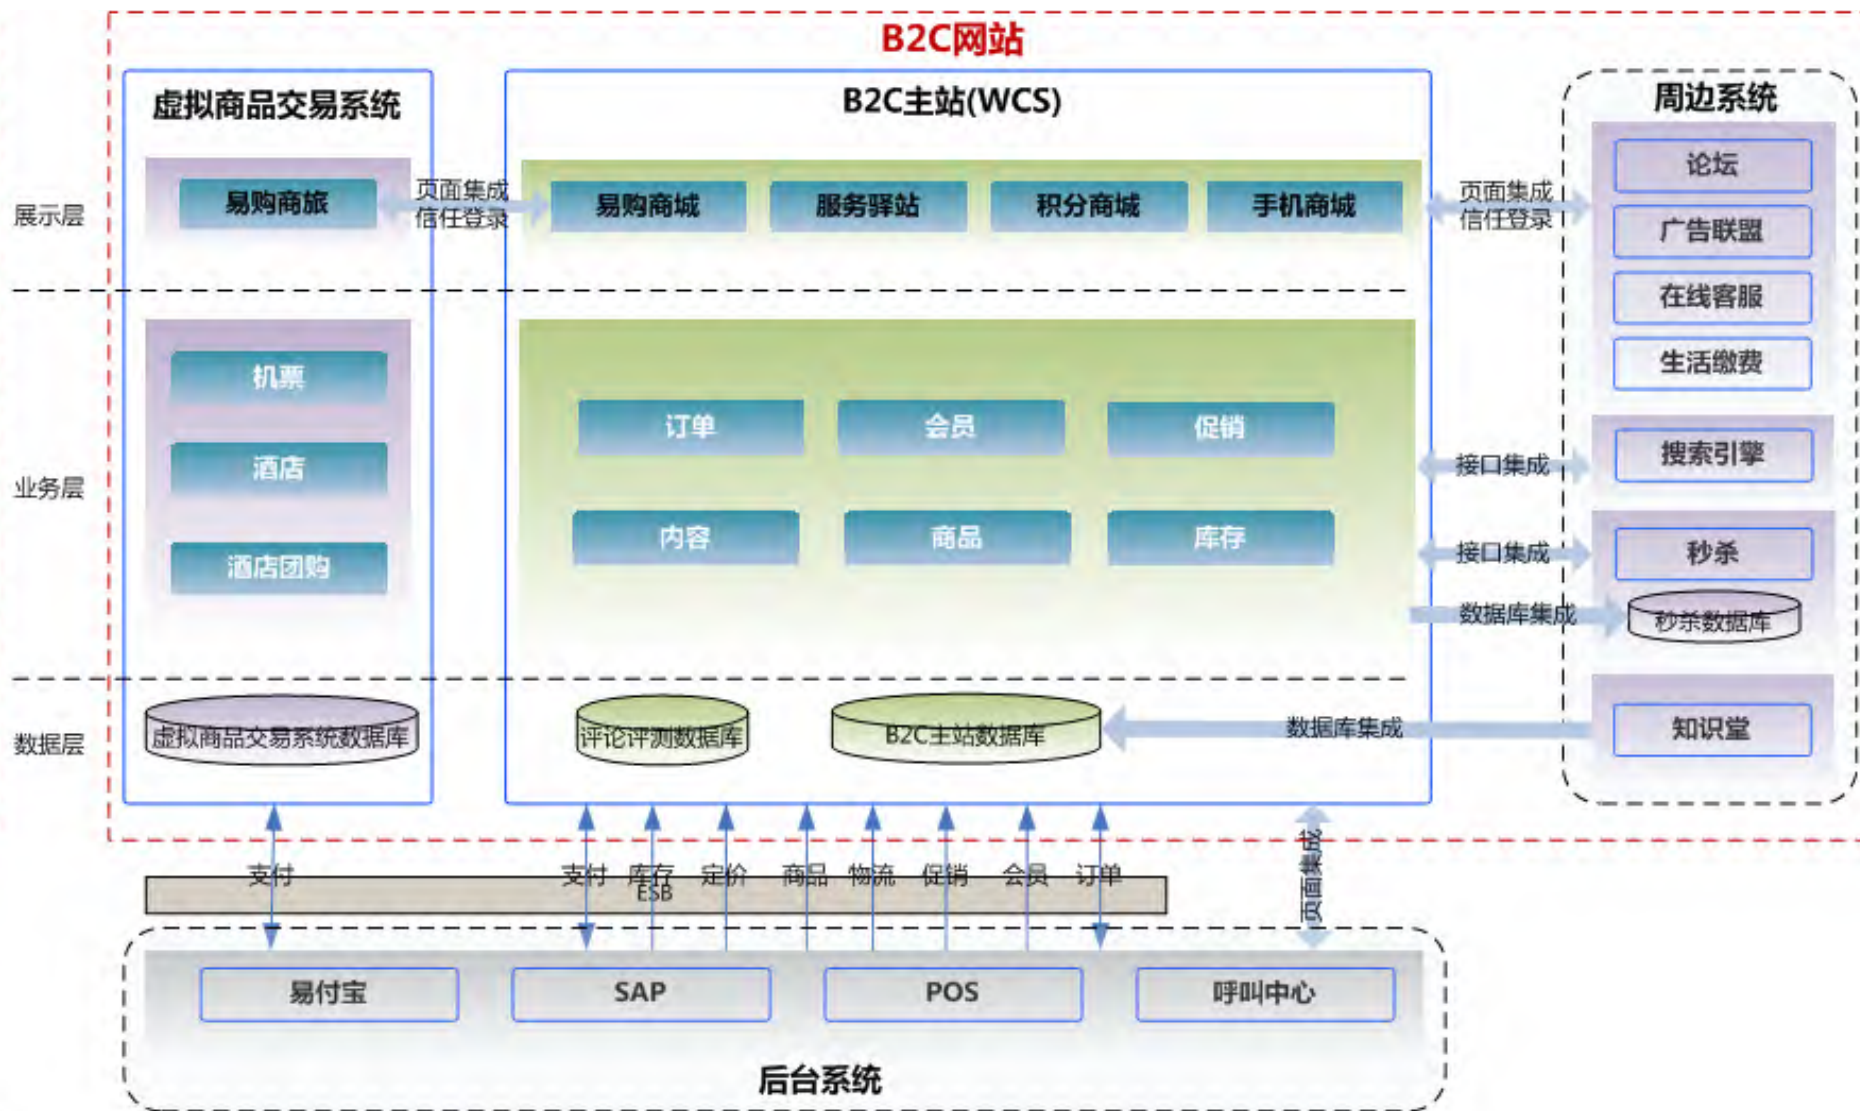 B2C网站
虚拟商品交易系统
B2C主站(WCS)
周边系统
展示层
易购商旅
页面集成
信任登录
易购商城
服务驿站
积分商城
手机商城
页面集成
信任登录
论坛
广告联盟
在线客服
生活缴费
业务层
机票
酒店
酒店团购
订单
会员
促销
内容
商品
库存
接口集成
搜索引擎
接口集成
秒杀
数据库集成
秒杀数据库
数据层
虚拟商品交易系统数据库
评论评测数据库
B2C主站数据库
数据库集成
知识堂
支付
支付
库存
定价
商品
物流
促销
会员
订单
页面集成
ESB
易付宝
SAP
POS
呼叫中心
后台系统